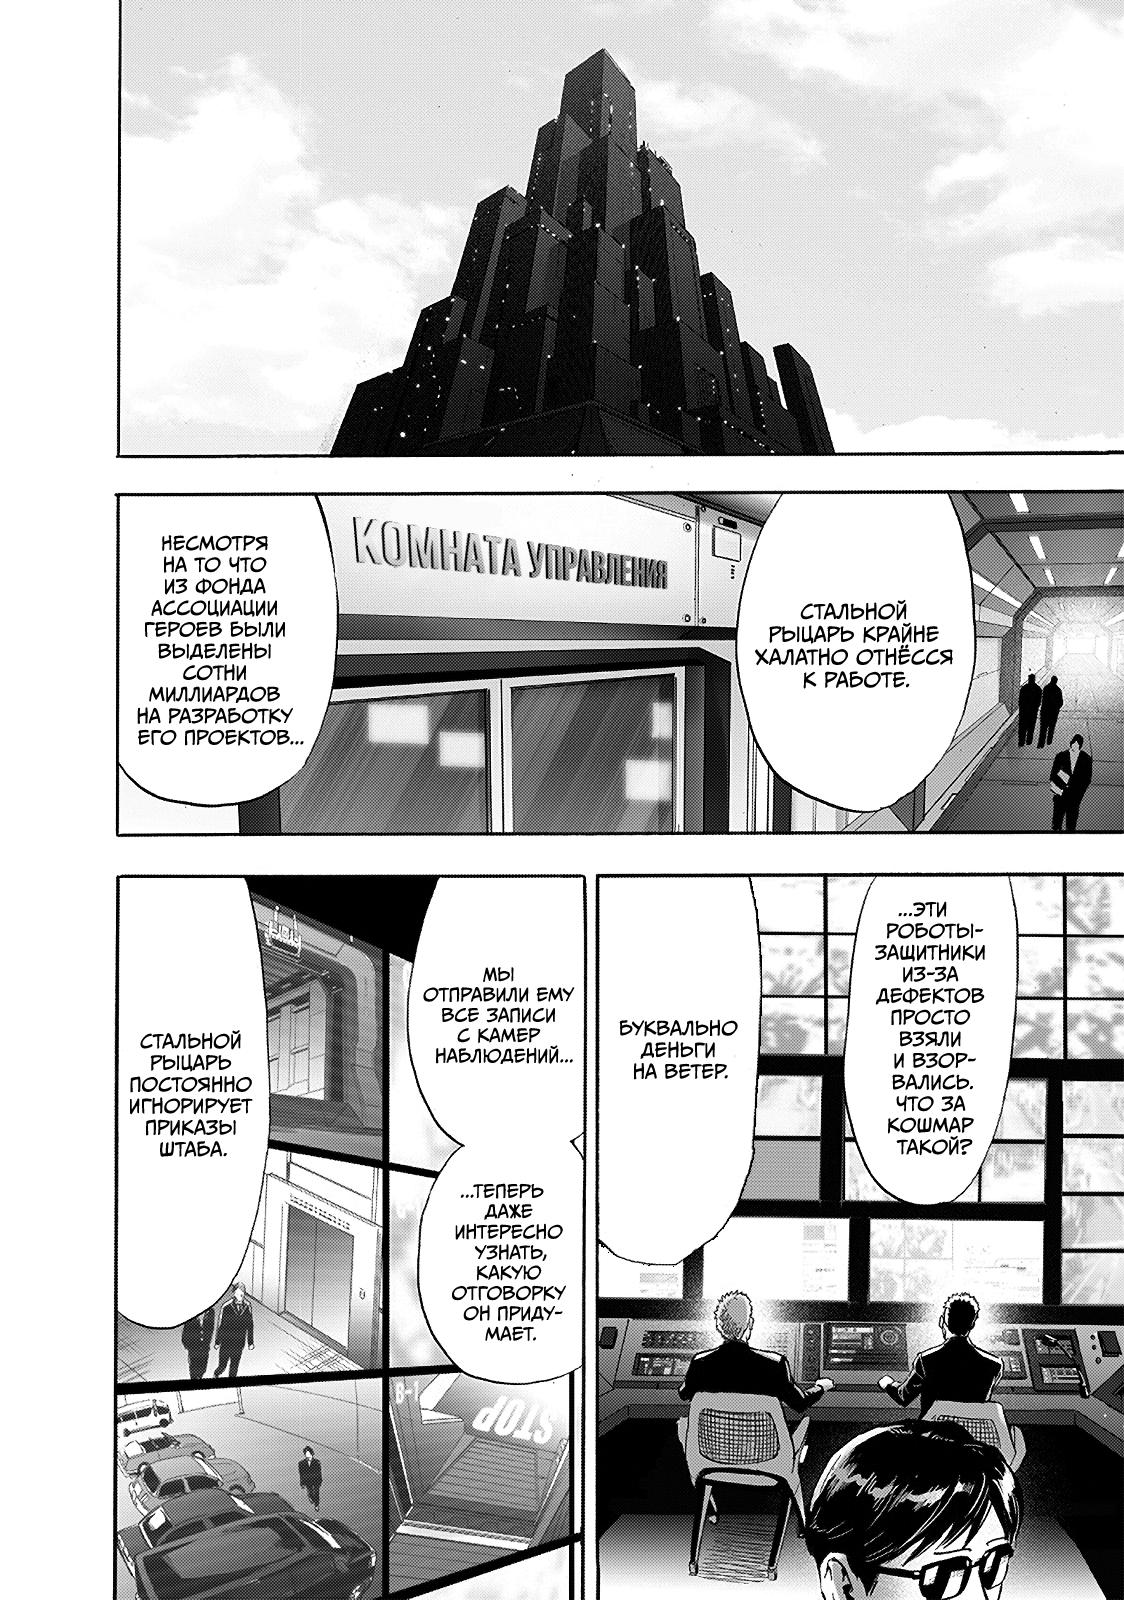 СТАЛЬНОЙ
РЫЦАРЬ КРАЙНЕ
ХАЛАТНО ОТНЁССЯ
К РАБОТЕ.
КОМНАТА УПРАВЛЕНИЯ
НЕСМОТРЯ
НА ТО ЧТО
ИЗ ФОНДА
АССОЦИАЦИИ
ГЕРОЕВ БЫЛИ
ВЫДЕЛЕНЫ
СОТНИ
МИЛЛИАРДОВ
НА РАЗРАБОТКУ
ЕГО ПРОЕКТОВ...
...ЭТИ
РОБОТЫ-
ЗАЩИТНИКИ
ИЗ-ЗА
ДЕФЕКТОВ
ПРОСТО
ВЗЯЛИ
И ВЗОР-
ВАЛИСЬ.
ЧТО ЗА
КОШМАР
ТАКОЙ?
БУКВАЛЬНО
ДЕНЬГИ
НА ВЕТЕР.
МЫ
ОТПРАВИЛИ ЕМУ
ВСЕ ЗАПИСИ
С КАМЕР
НАБЛЮДЕНИЙ...
...ТЕПЕРЬ
ДАЖЕ
ИНТЕРЕСНО
УЗНАТЬ,
КАКУЮ
ОТГОВОРКУ
ОН ПРИДУ-
МАЕТ.
СТАЛЬНОЙ
РЫЦАРЬ
ПОСТОЯННО
ИГНОРИРУЕТ
ПРИКАЗЫ
ШТАБА.
B-1
STOP